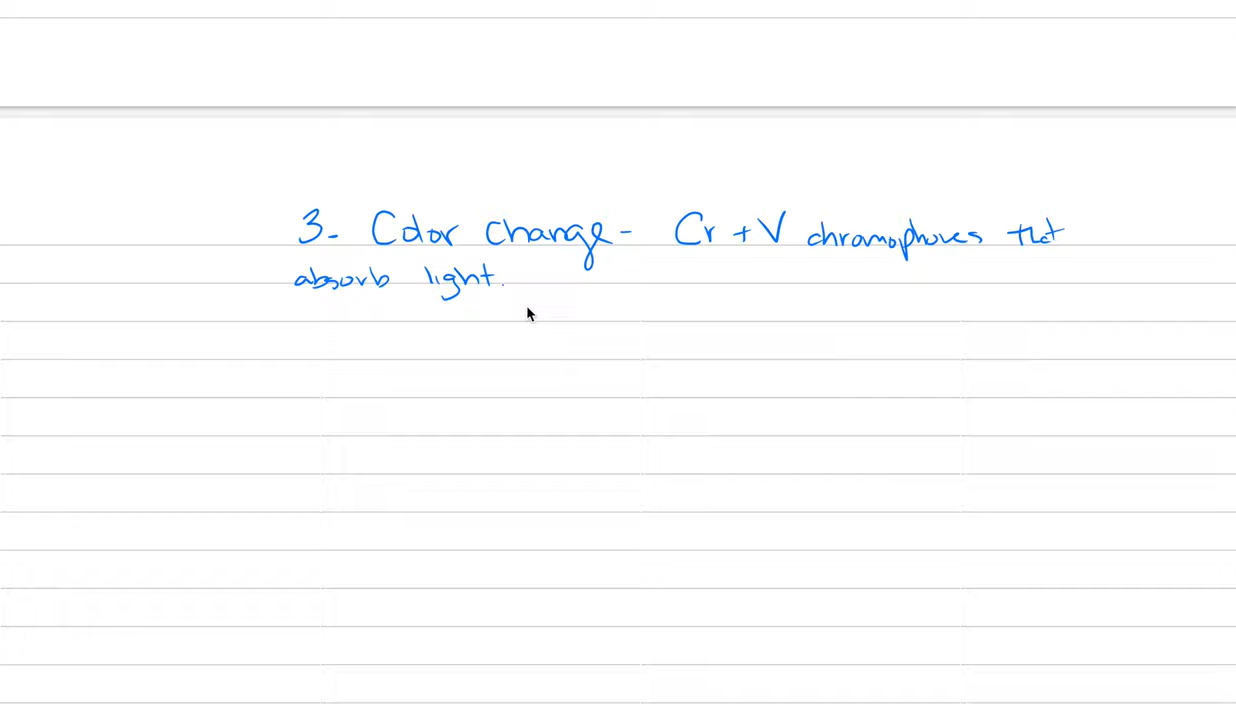 3- Color change - Cr + V chromophores that
absorb light.